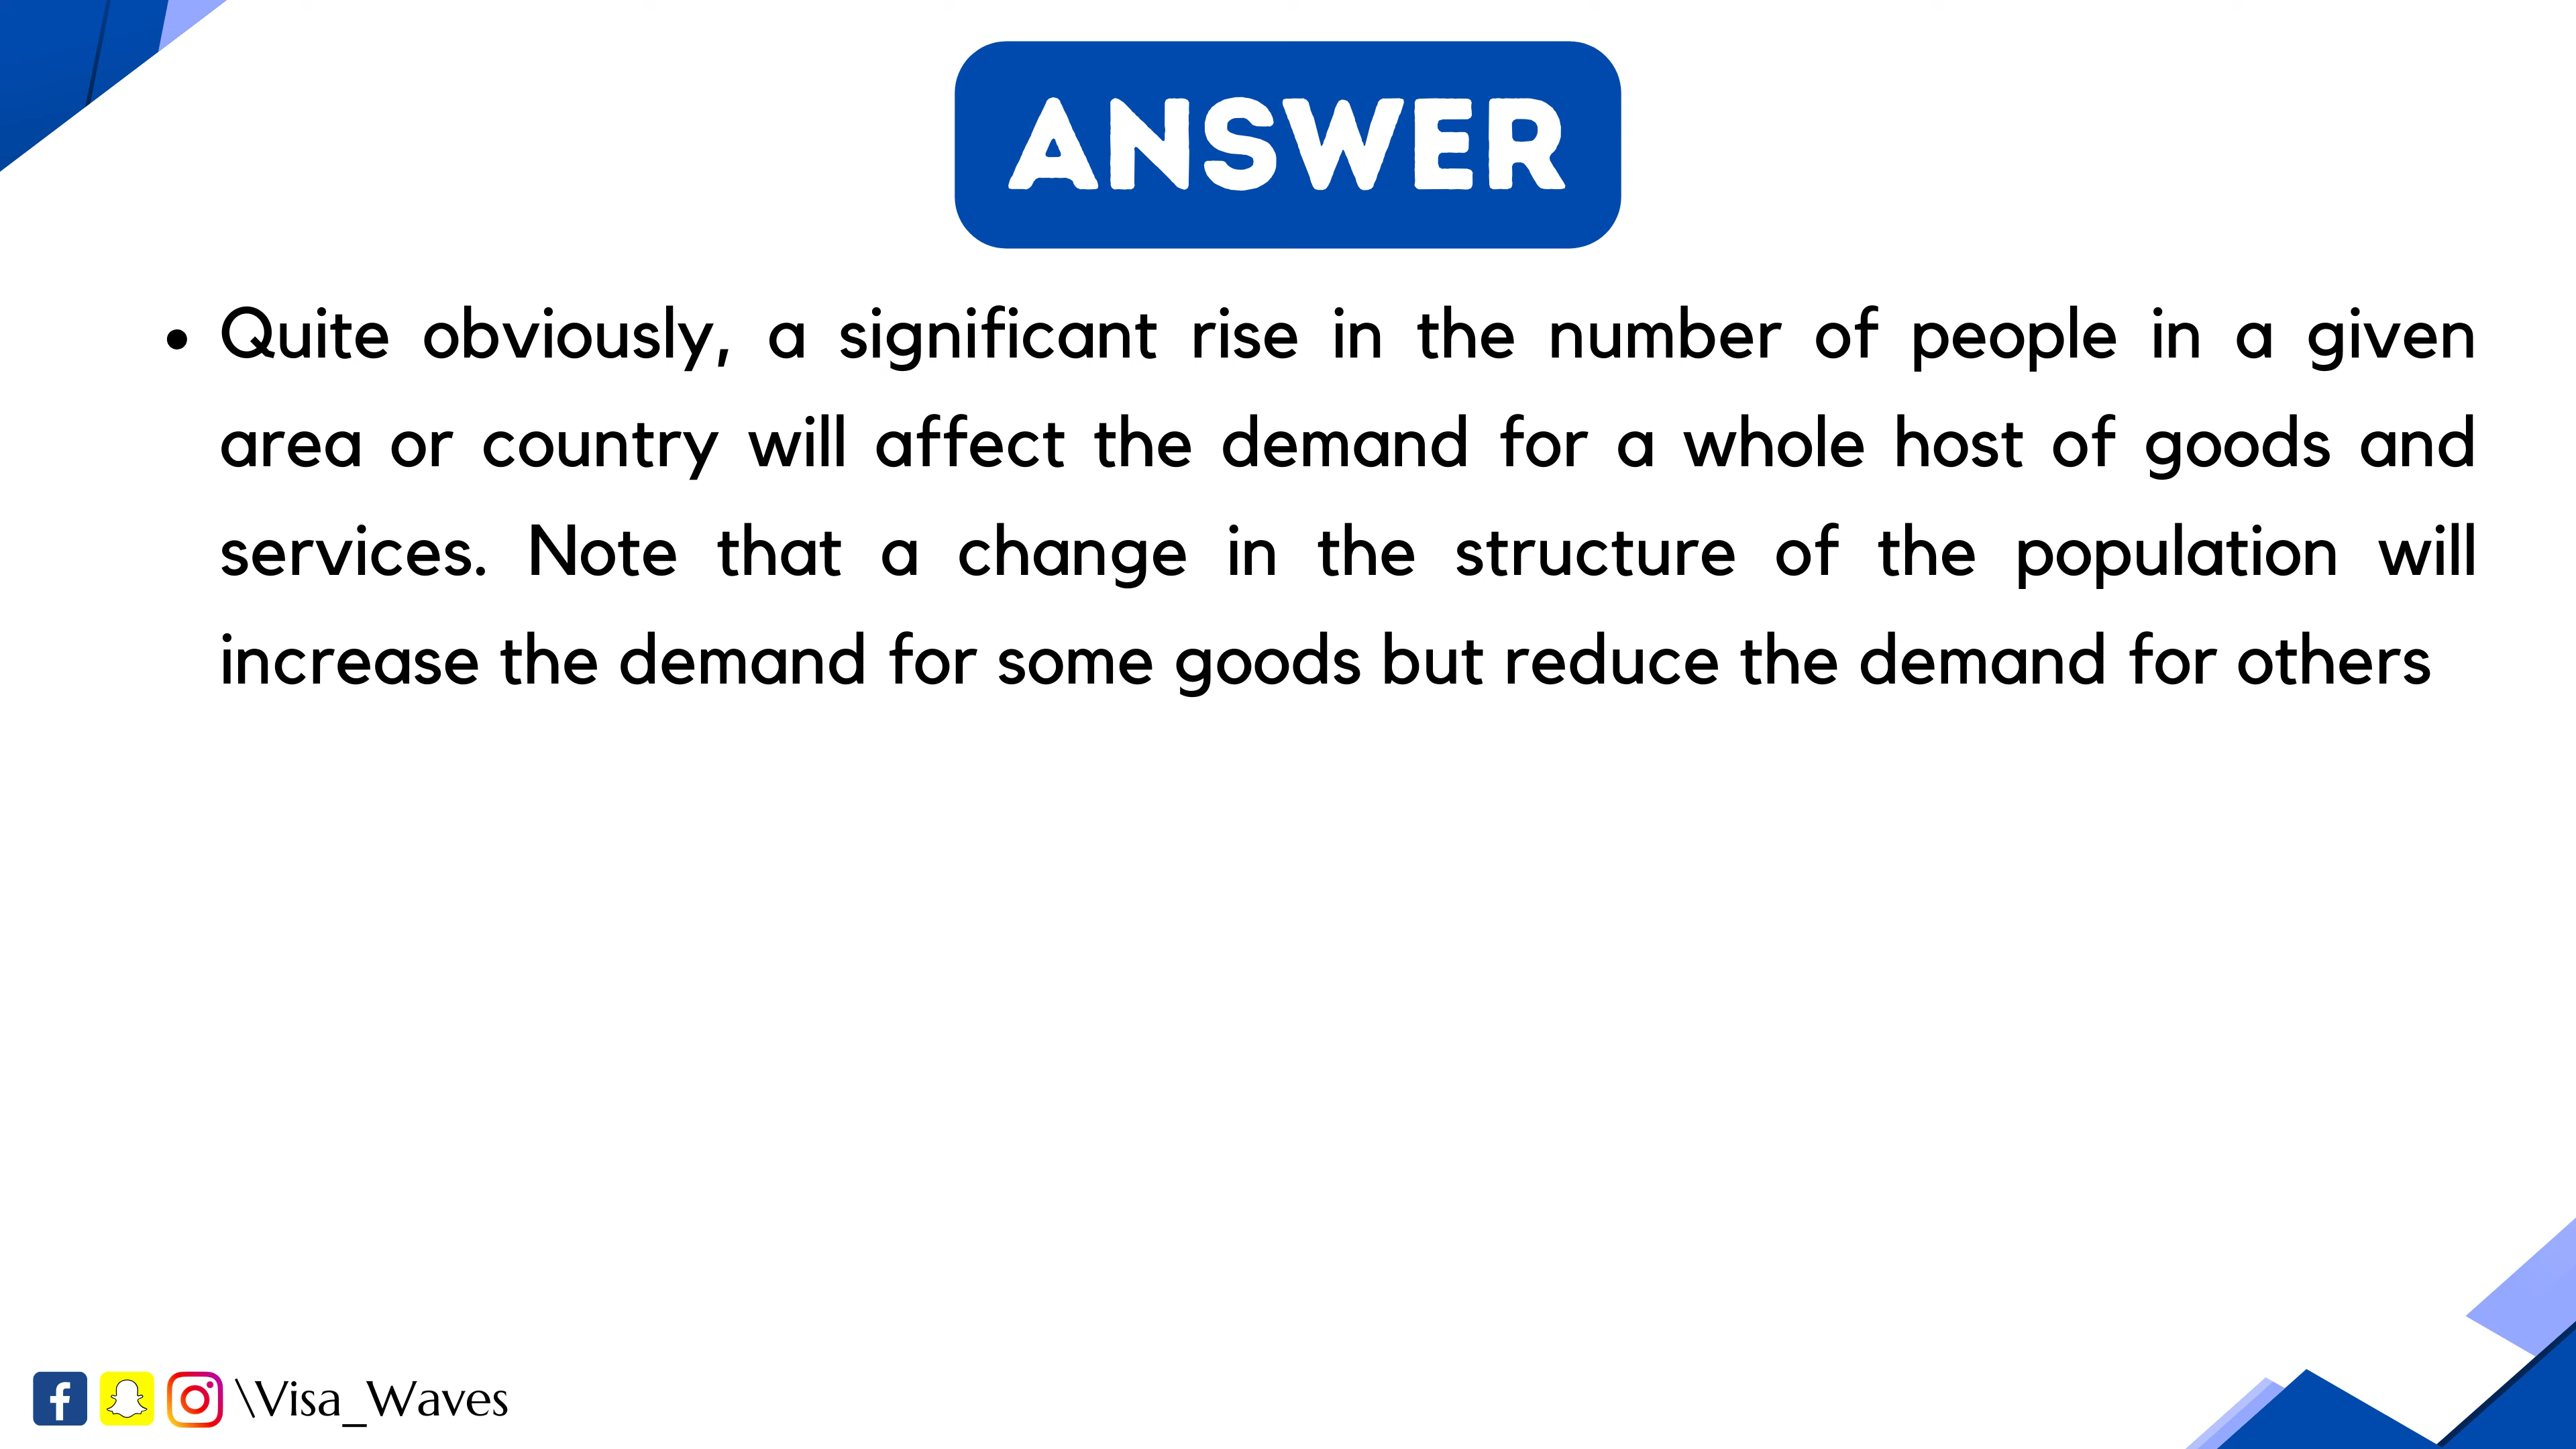 ANSWER
• Quite obviously, a significant rise in the number of people in a given
area or country will affect the demand for a whole host of goods and
services. Note that a change in the structure of the population will
increase the demand for some goods but reduce the demand for others
\Visa_Waves